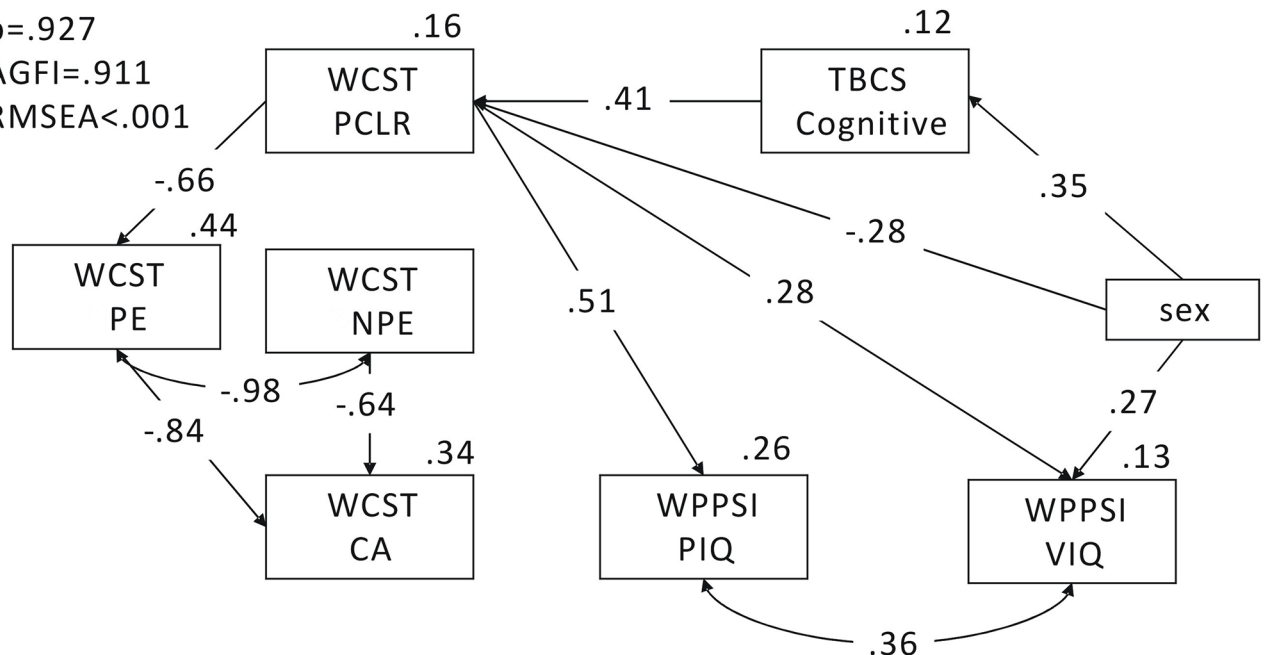 p=.927
AGFI=.911
RMSEA<.001
.16
WCST
PCLR
.12
TBCS
Cognitive
.41
-.66
.35
.44
-.28
WCST
PE
WCST
NPE
.51
.28
sex
-.98
-.64
-.84
.27
.34
.26
.13
WCST
CA
WPPSI
PIQ
WPPSI
VIQ
.36